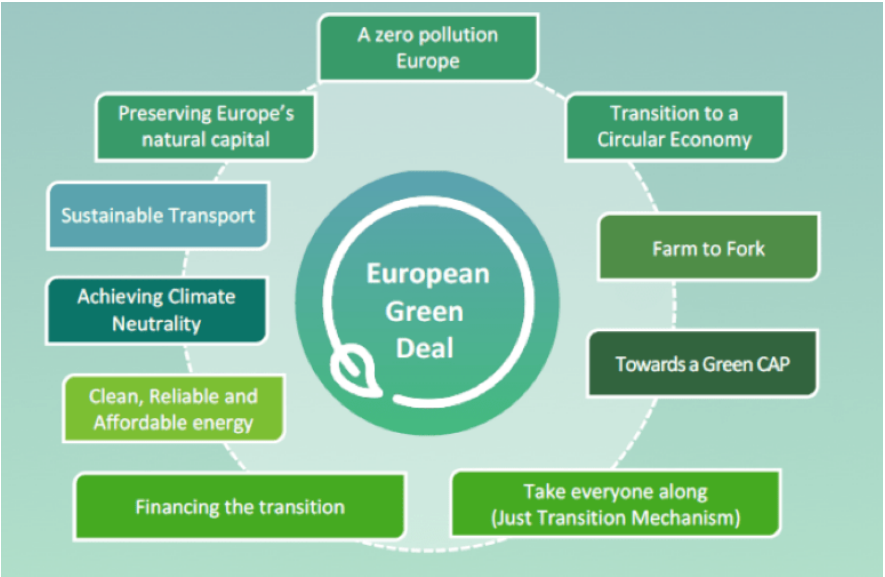 A zero pollution
Europe
Preserving Europe's
natural capital
Transition to a
Circular Economy
Sustainable Transport
Farm to Fork
European
Green
Deal
Achieving Climate
Neutrality
Towards a Green CAP
Clean, Reliable and
Affordable energy
Financing the transition
Take everyone along
(Just Transition Mechanism)